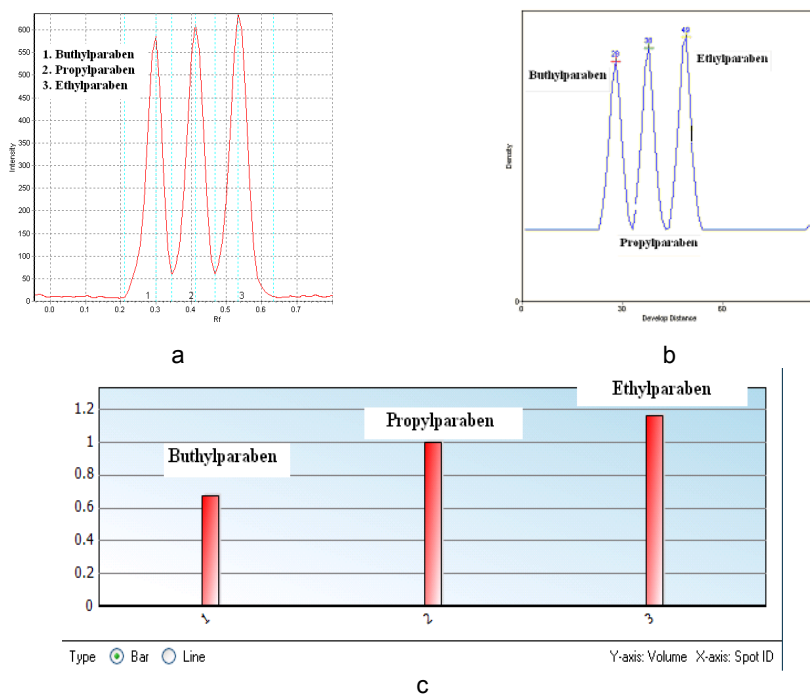 1. Buthylparaben
2. Propylparaben
3. Ethylparaben
600
550
500
450
400
350
300
250
200
150
100
50
0
Intensity
1 2 3
0.0 0.1 0.2 0.3 0.4 0.5 0.6 0.7 0.8
Rf
a
Buthylparaben
Ethylparaben
Propylparaben
Density
0
0 30 60
Develop Distance
b
1.2
1
0.8
0.6
0.4
0.2
0
Buthylparaben
Propylparaben
Ethylparaben
1 2 3
Type Bar Line
Y-axis: Volume X-axis: Spot ID
c